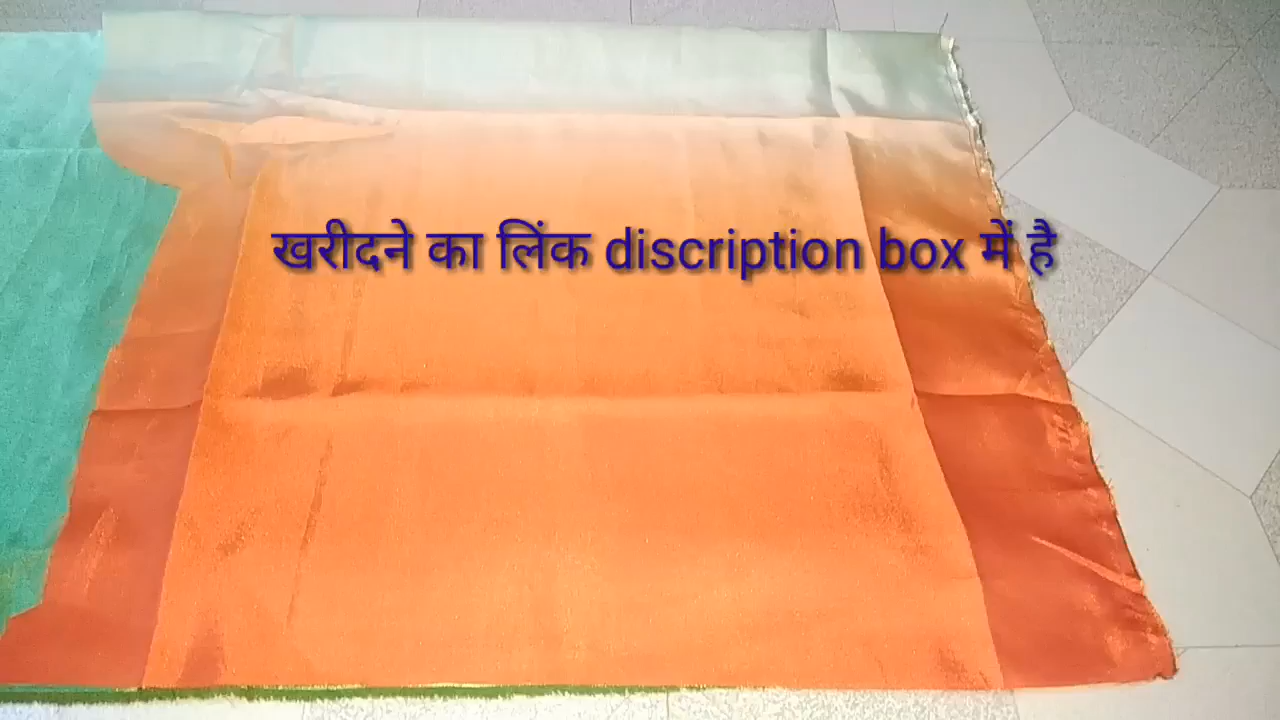 खरीदने का लिंक discription box में है